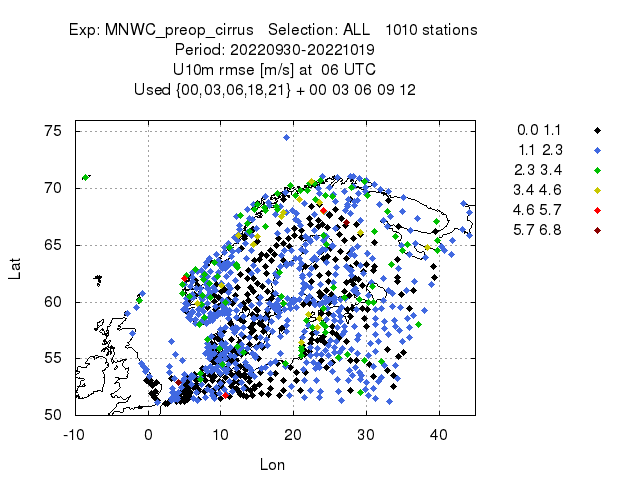 Exp: MNWC_preop_cirrus   Selection: ALL   1010 stations
Period: 20220930-20221019
U10m rmse [m/s] at  06 UTC
Used {00,03,06,18,21} + 00 03 06 09 12
75
70
65
60
55
50
-10 0 10 20 30 40
Lat
Lon
0.0 1.1
1.1 2.3
2.3 3.4
3.4 4.6
4.6 5.7
5.7 6.8